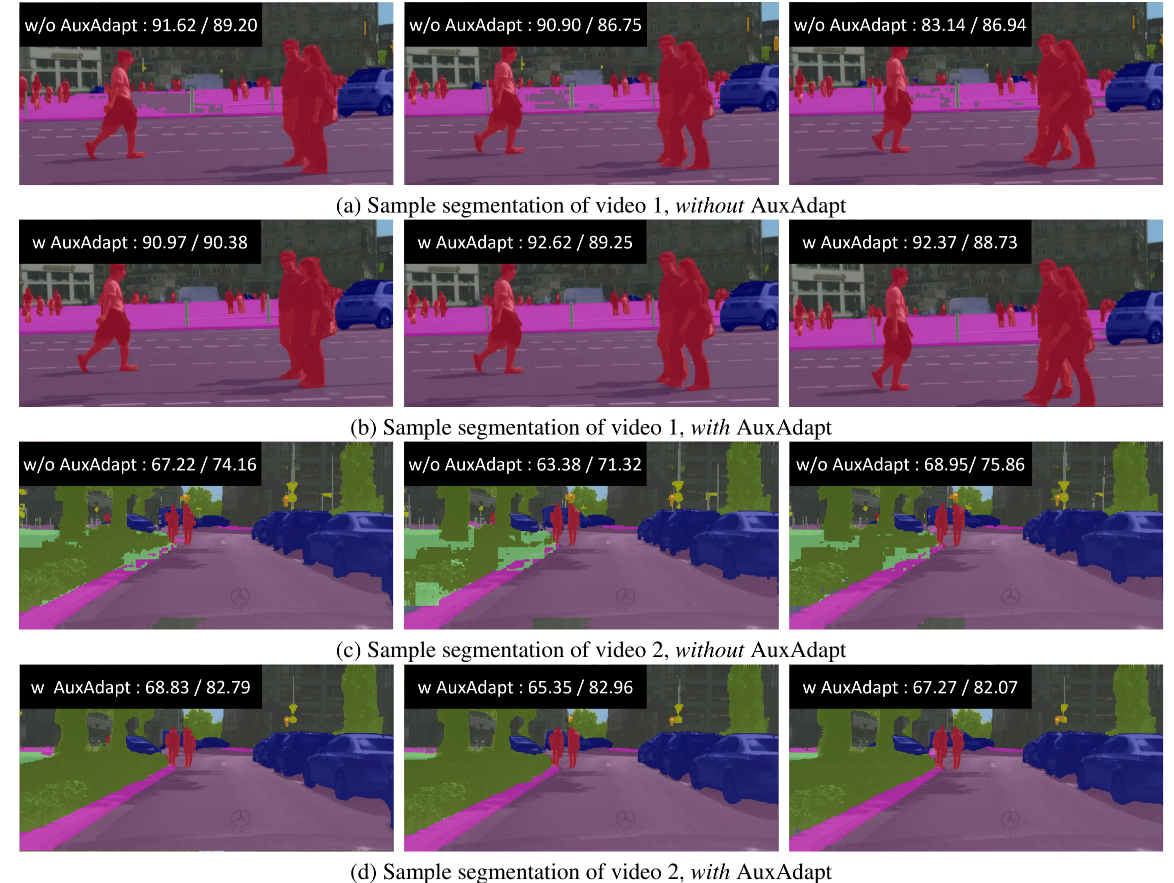 w/o AuxAdapt : 91.62 / 89.20
w/o AuxAdapt : 90.90 / 86.75
w/o AuxAdapt : 83.14 / 86.94
(a) Sample segmentation of video 1, without AuxAdapt
w AuxAdapt : 90.97 / 90.38
w AuxAdapt : 92.62 / 89.25
w AuxAdapt : 92.37 / 88.73
(b) Sample segmentation of video 1, with AuxAdapt
w/o AuxAdapt : 67.22 / 74.16
w/o AuxAdapt : 63.38 / 71.32
w/o AuxAdapt : 68.95/ 75.86
(c) Sample segmentation of video 2, without AuxAdapt
w AuxAdapt : 68.83 / 82.79
w AuxAdapt : 65.35 / 82.96
w AuxAdapt : 67.27 / 82.07
(d) Sample segmentation of video 2, with AuxAdapt